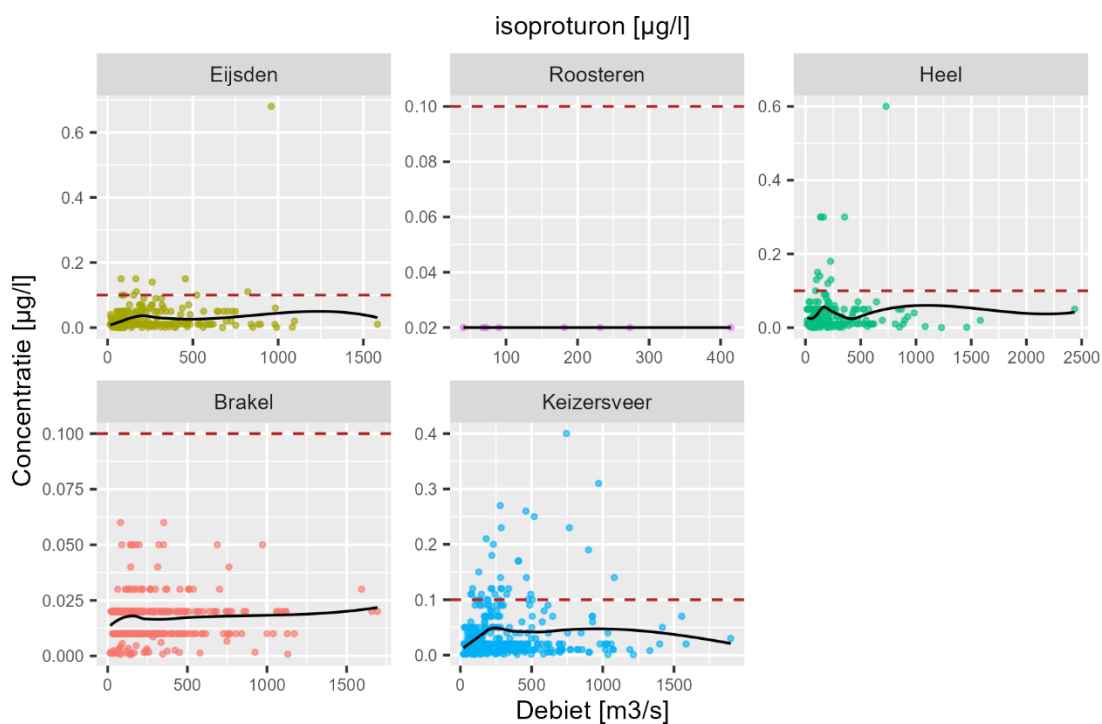 isoproturon [µg/l]
Eijsden
Roosteren
Heel
0.6
0.4
0.2
0.0
0 500 1000 1500
0.10
0.08
0.06
0.04
0.02
100 200 300 400
0.6
0.4
0.2
0.0
0 500 1000 1500 2000 2500
Concentratie [µg/l]
Brakel
Keizersveer
0.100
0.075
0.050
0.025
0.000
0 500 1000 1500
0.4
0.3
0.2
0.1
0.0
0 500 1000 1500
Debiet [m3/s]